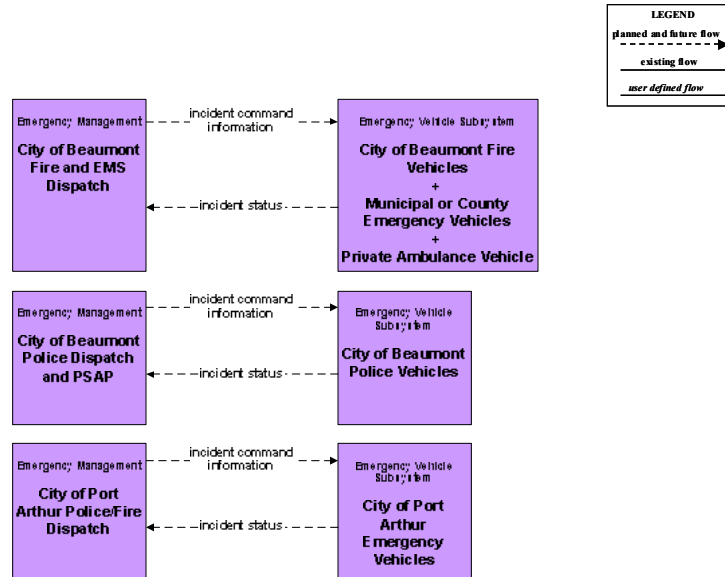 LEGEND
planned and future flow
existing flow
user defined flow
Emergency Management
City of Beaumont
Fire and EMS
Dispatch
incident command
information
incident status
Emergency Vehicle Subsystem
City of Beaumont Fire
Vehicles
+
Municipal or County
Emergency Vehicles
+
Private Ambulance Vehicle
Emergency Management
City of Beaumont
Police Dispatch
and PSAP
incident command
information
incident status
Emergency Vehicle
Subsystem
City of Beaumont
Police Vehicles
Emergency Management
City of Port
Arthur Police/Fire
Dispatch
incident command
information
incident status
Emergency Vehicle
Subsystem
City of Port
Arthur
Emergency
Vehicles